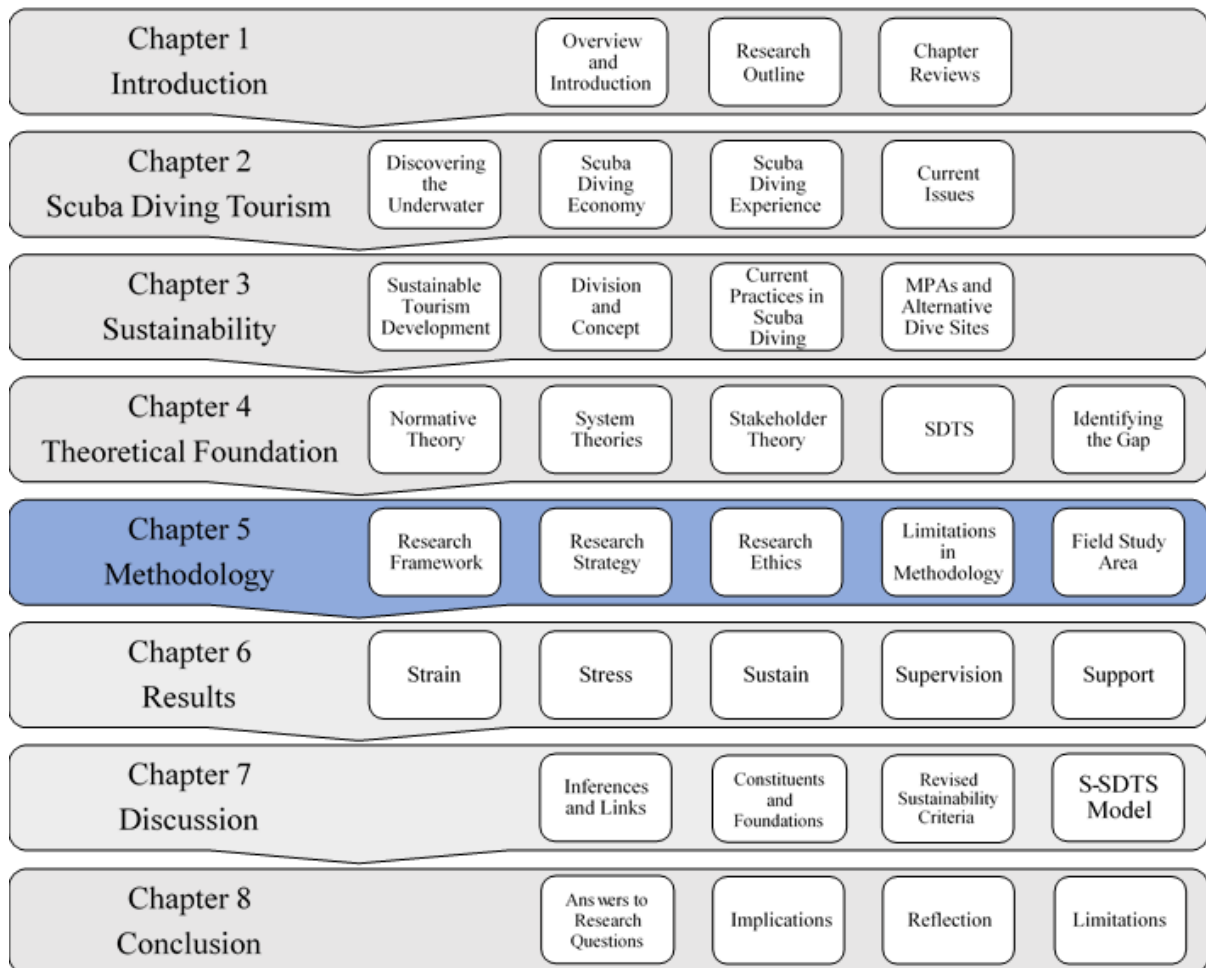 Chapter 1
Introduction
Overview
and
Introduction
Research
Outline
Chapter
Reviews
Chapter 2
Scuba Diving Tourism
Discovering
the
Underwater
Scuba
Diving
Economy
Scuba
Diving
Experience
Current
Issues
Chapter 3
Sustainability
Sustainable
Tourism
Development
Division
and
Concept
Current
Practices in
Scuba
Diving
MPAs and
Alternative
Dive Sites
Chapter 4
Theoretical Foundation
Normative
Theory
System
Theories
Stakeholder
Theory
SDTS
Identifying
the Gap
Chapter 5
Methodology
Research
Framework
Research
Strategy
Research
Ethics
Limitations
in
Methodology
Field Study
Area
Chapter 6
Results
Strain
Stress
Sustain
Supervision
Support
Chapter 7
Discussion
Inferences
and Links
Constituents
and
Foundations
Revised
Sustainability
Criteria
S-SDTS
Model
Chapter 8
Conclusion
Answers to
Research
Questions
Implications
Reflection
Limitations